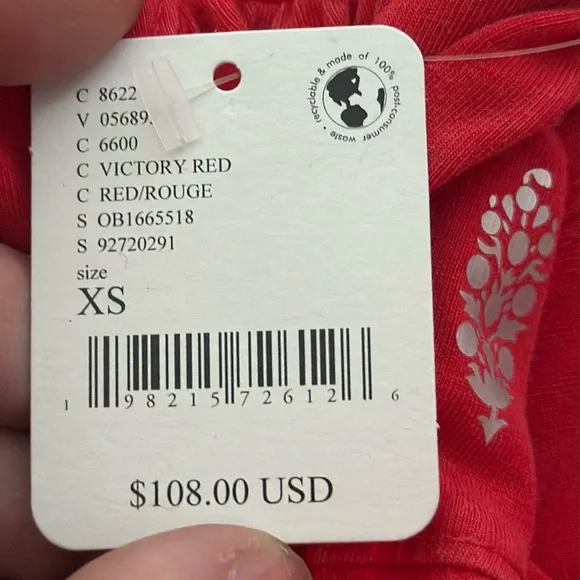 C 8622
V 05689
C 6600
C VICTORY RED
C RED/ROUGE
S OB1665518
S 92720291
size
XS
1 98215 72612 6
$108.00 USD
recyclable & made of 100% post-consumer waste •